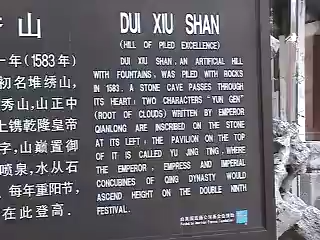 山
DUI XIU SHAN
(HILL OF PILED EXCELLENCE)
一年(1583年)
初名堆绣山,
秀山,山正中
上镌乾隆皇帝
字,山巅置御
喷泉,水从石
每年重阳节,
在此登高.
DUI XIU SHAN, AN ARTIFICIAL HILL
WITH FOUNTAINS, WAS PILED WITH ROCKS
IN 1583. A STONE CAVE PASSES THROUGH
ITS HEART; TWO CHARACTERS "YUN GEN"
(ROOT OF CLOUDS) WRITTEN BY EMPEROR
QIANLONG ARE INSCRIBED ON THE STONE
AT ITS LEFT; THE PAVILION ON THE TOP
OF IT IS CALLED YU JING TING, WHERE
THE EMPEROR, EMPRESS AND IMPERIAL
CONCUBINES OF QING DYNASTY WOULD
ASCEND HEIGHT ON THE DOUBLE NINTH
FESTIVAL.